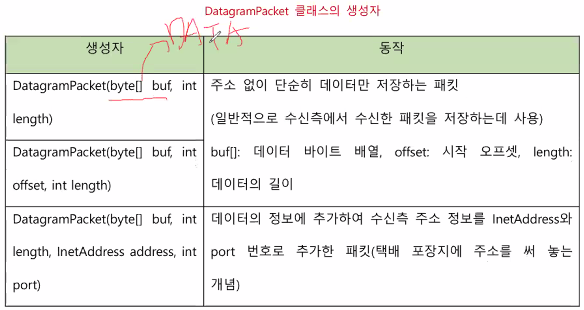 DatagramPacket 클래스의 생성자
DATA
생성자
동작
DatagramPacket(byte[] buf, int
length)
주소 없이 단순히 데이터만 저장하는 패킷
(일반적으로 수신측에서 수신한 패킷을 저장하는데 사용)
DatagramPacket(byte[] buf, int
offset, int length)
buf[]: 데이터 바이트 배열, offset: 시작 오프셋, length:
데이터의 길이
DatagramPacket(byte[] buf, int
length, InetAddress address, int
port)
데이터의 정보에 추가하여 수신측 주소 정보를 InetAddress와
port 번호로 추가한 패킷(택배 포장지에 주소를 써 놓는
개념)